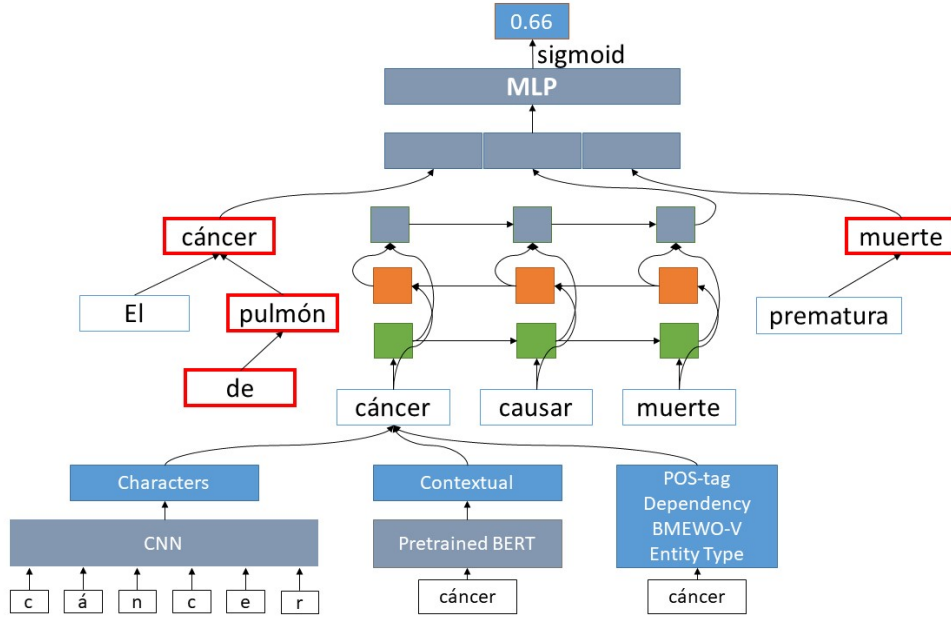 0.66
sigmoid
MLP
cáncer
muerte
El
pulmón
prematura
de
cáncer
causar
muerte
Characters
Contextual
POS-tag
Dependency
BMEWO-V
Entity Type
CNN
Pretrained BERT
c
á
n
c
e
r
cáncer
cáncer